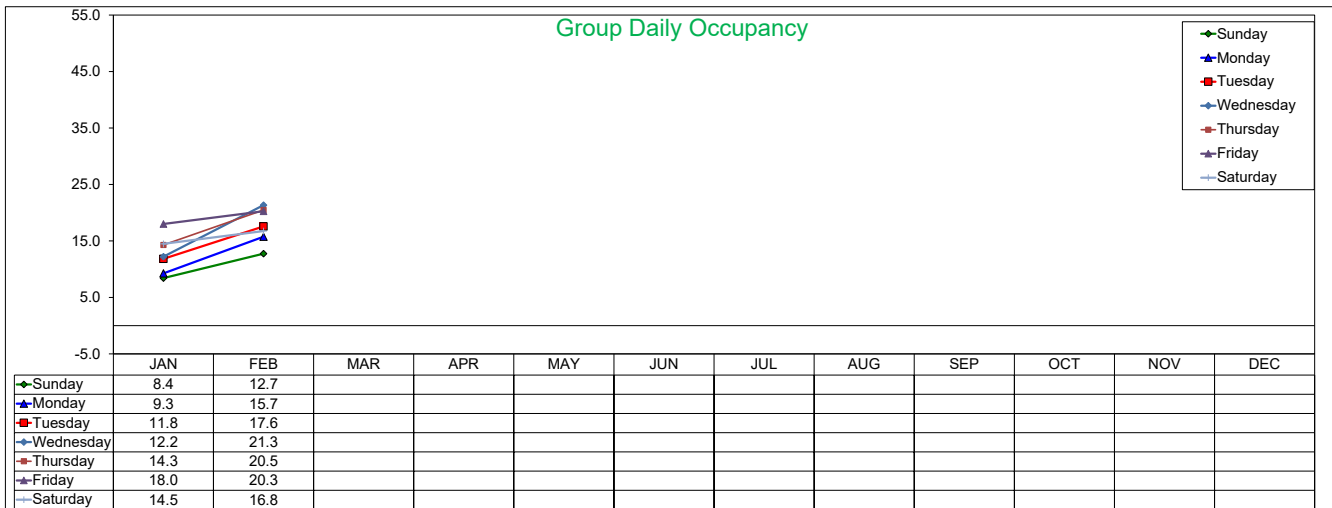 Group Daily Occupancy
55.0
45.0
35.0
25.0
15.0
5.0
-5.0
Sunday
Monday
Tuesday
Wednesday
Thursday
Friday
Saturday
JAN FEB MAR APR MAY JUN JUL AUG SEP OCT NOV DEC
Sunday 8.4 12.7
Monday 9.3 15.7
Tuesday 11.8 17.6
Wednesday 12.2 21.3
Thursday 14.3 20.5
Friday 18.0 20.3
Saturday 14.5 16.8